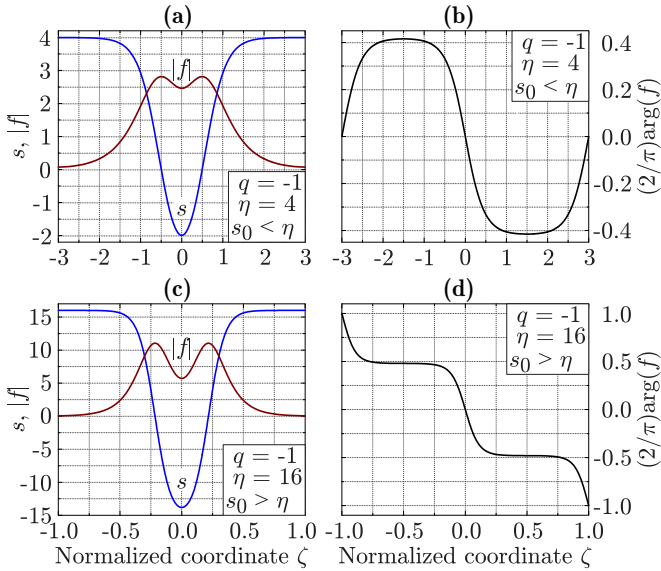 (a)
(b)
s, |f|
4
3
2
1
0
-1
-2
|f|
s
q = -1
η = 4
s₀ < η
-3 -2 -1 0 1 2 3
q = -1
η = 4
s₀ < η
0.4
0.2
0.0
-0.2
-0.4
(2/π)arg(f)
-3 -2 -1 0 1 2 3
(c)
(d)
s, |f|
15
10
5
0
-5
-10
-15
|f|
s
q = -1
η = 16
s₀ > η
-1.0 -0.5 0.0 0.5 1.0
Normalized coordinate ζ
q = -1
η = 16
s₀ > η
1.0
0.5
0.0
-0.5
-1.0
(2/π)arg(f)
-1.0 -0.5 0.0 0.5 1.0
Normalized coordinate ζ